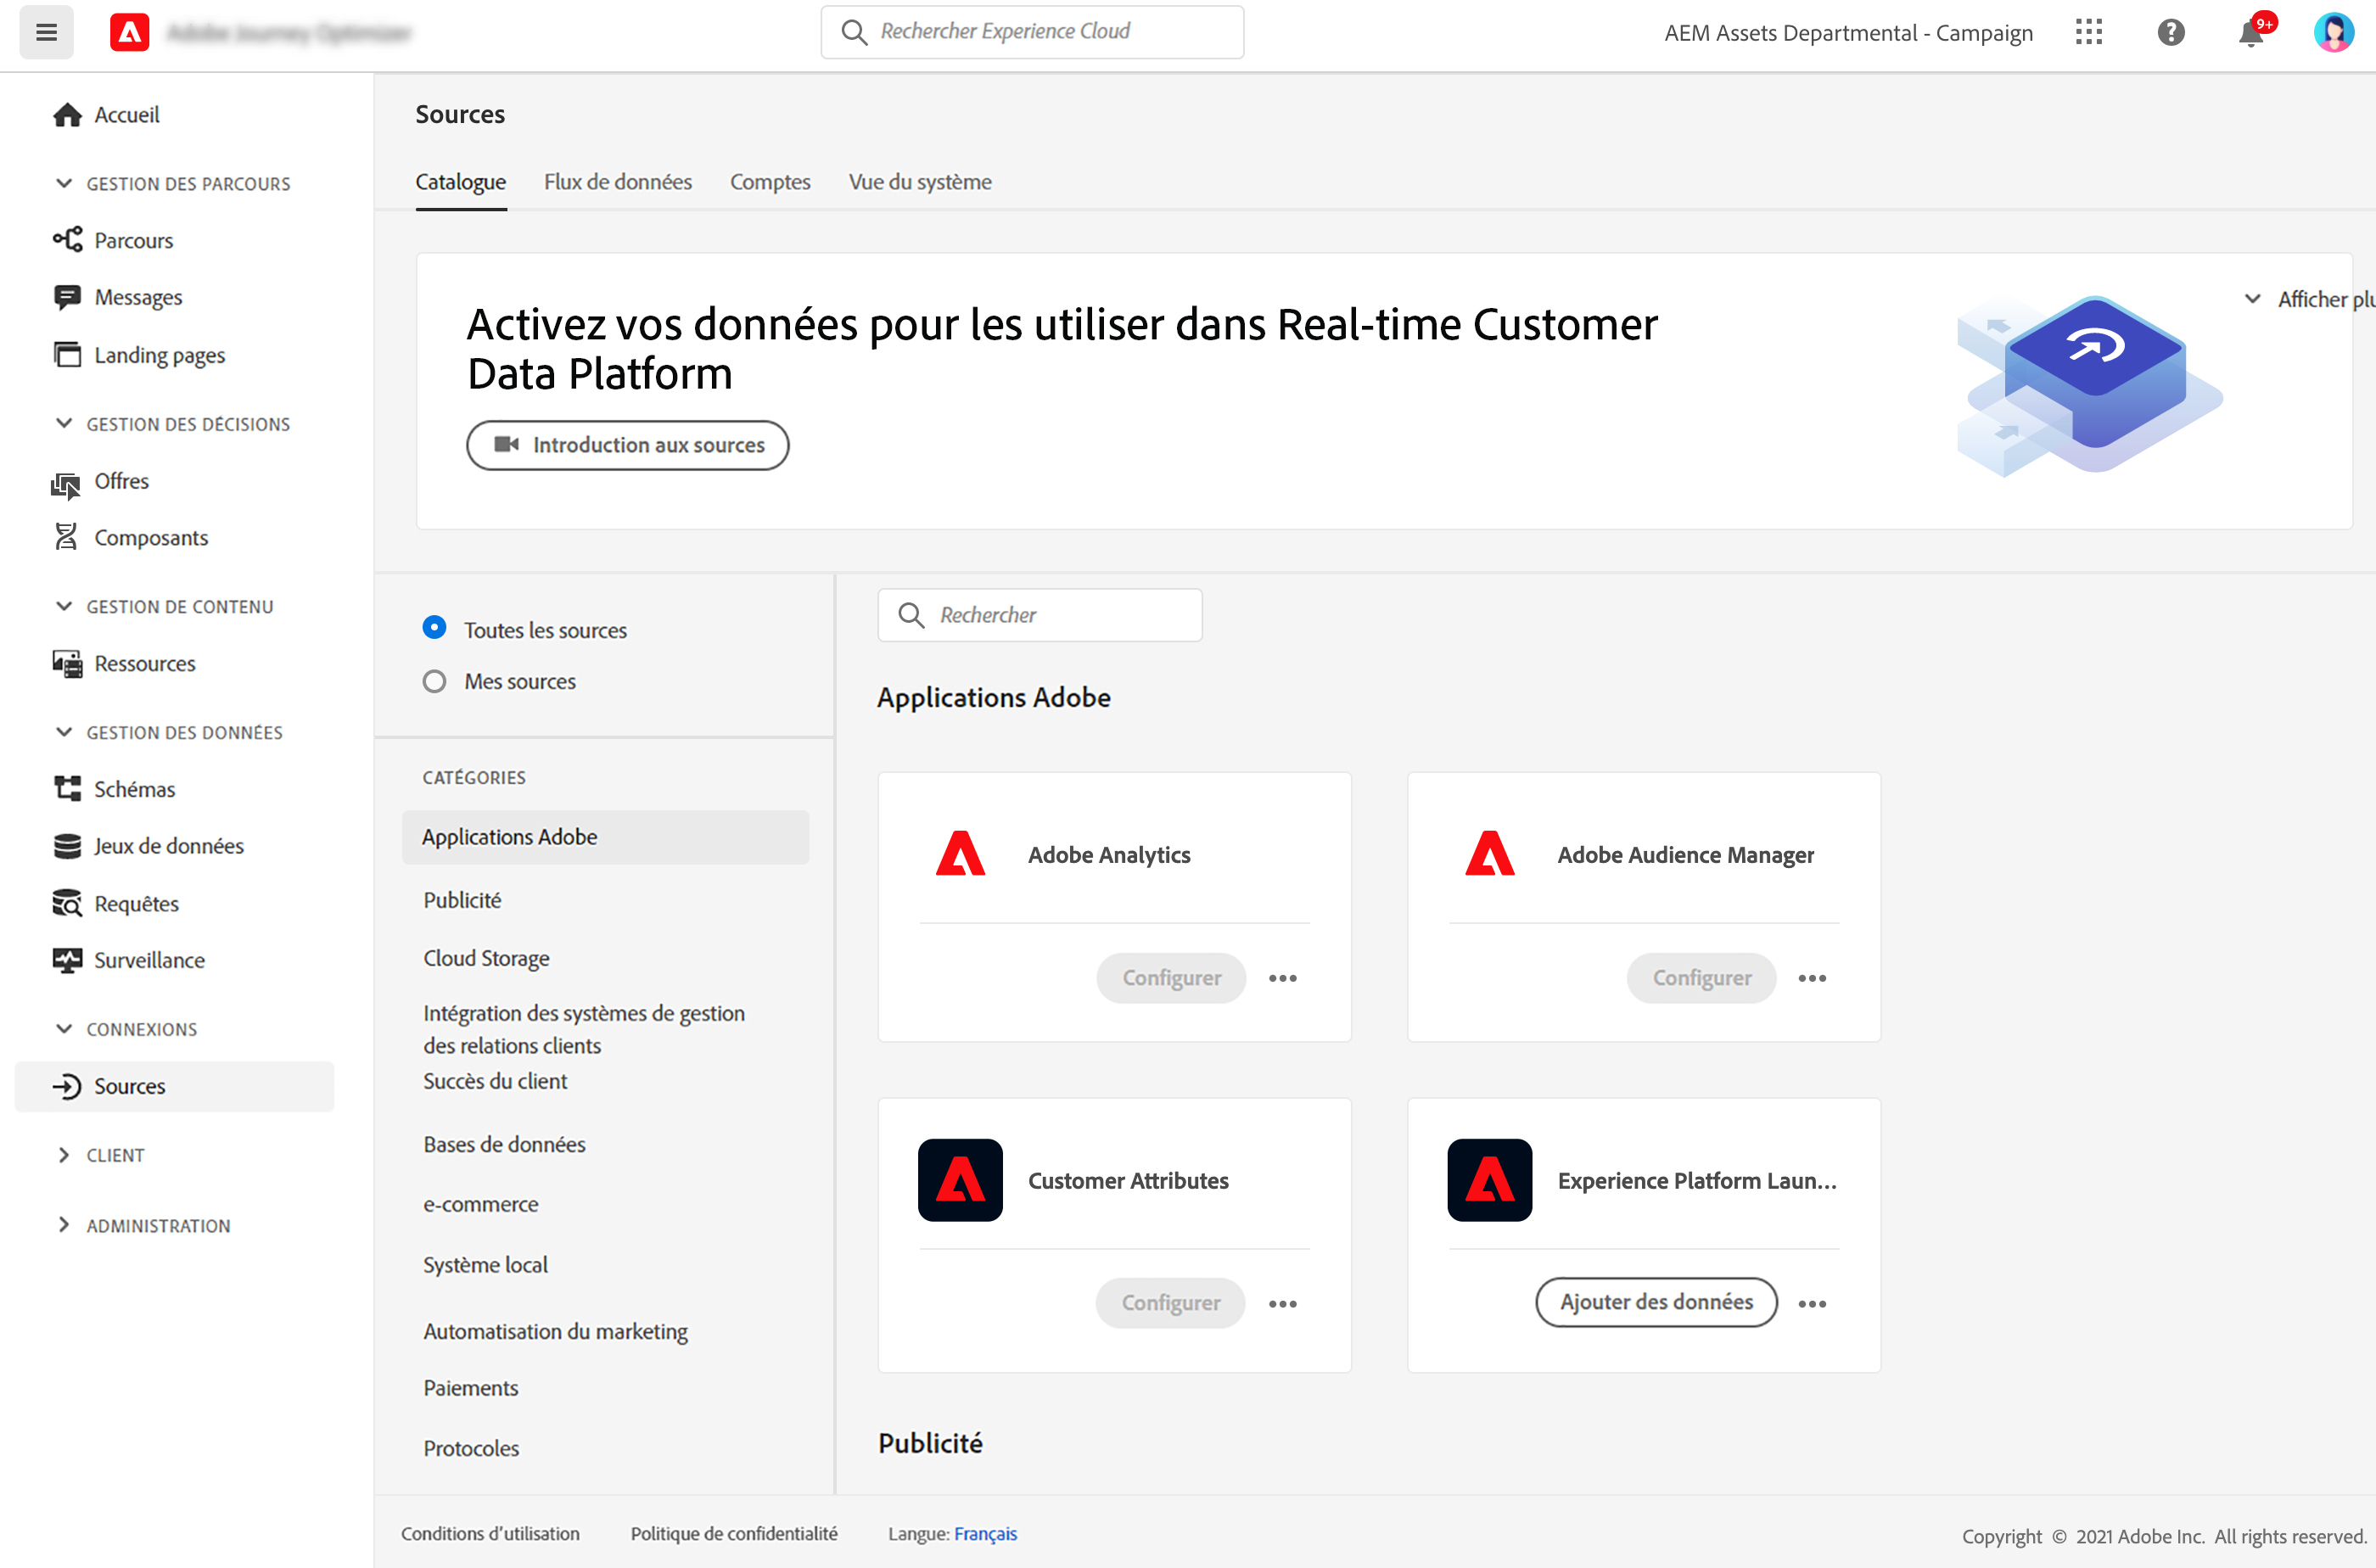 Rechercher Experience Cloud
AEM Assets Departmental - Campaign
9+
Accueil
GESTION DES PARCOURS
Parcours
Messages
Landing pages
GESTION DES DÉCISIONS
Offres
Composants
GESTION DE CONTENU
Ressources
GESTION DES DONNÉES
Schémas
Jeux de données
Requêtes
Surveillance
CONNEXIONS
Sources
CLIENT
ADMINISTRATION
Sources
Catalogue
Flux de données
Comptes
Vue du système
Activez vos données pour les utiliser dans Real-time Customer
Data Platform
Introduction aux sources
Afficher plu
Toutes les sources
Mes sources
CATÉGORIES
Applications Adobe
Publicité
Cloud Storage
Intégration des systèmes de gestion
des relations clients
Succès du client
Bases de données
e-commerce
Système local
Automatisation du marketing
Paiements
Protocoles
Rechercher
Applications Adobe
Adobe Analytics
Configurer
Adobe Audience Manager
Configurer
Customer Attributes
Configurer
Experience Platform Laun...
Ajouter des données
Publicité
Conditions d'utilisation
Politique de confidentialité
Langue: Français
Copyright © 2021 Adobe Inc. All rights reserved.